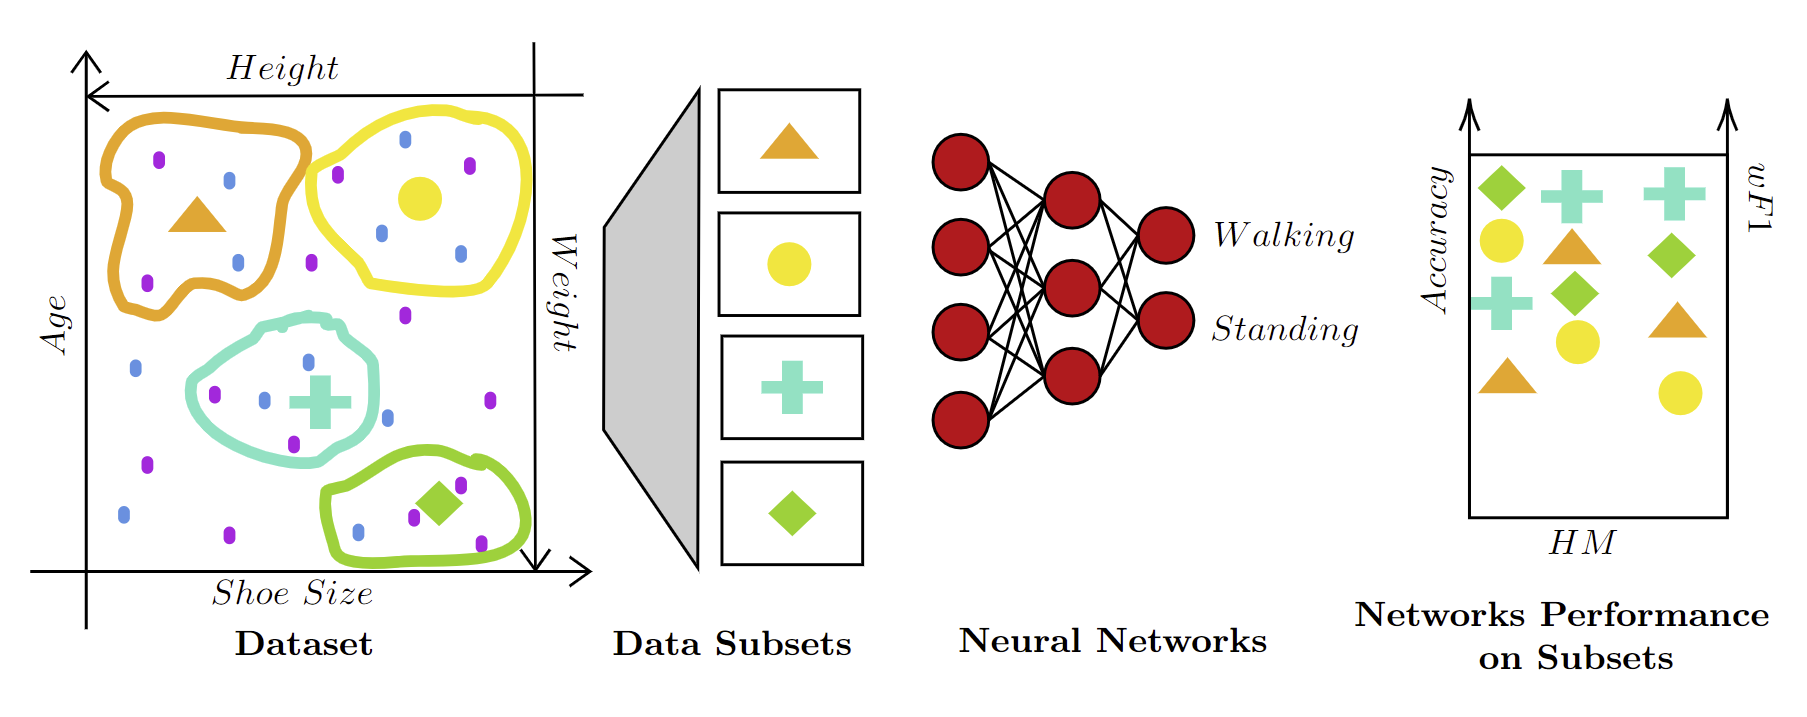 Height
Age
Weight
Shoe Size
Dataset
Data Subsets
Walking
Standing
Neural Networks
Accuracy
wF1
HM
Networks Performance
on Subsets